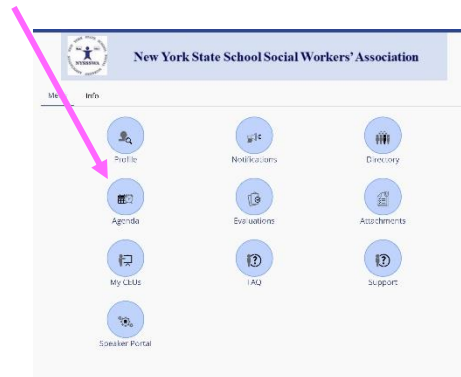 NYSSSWA
New York State School Social Workers' Association
Info
Profile
Notifications
Directory
Agenda
Evaluations
Attachments
My CEUs
FAQ
Support
Speaker Portal